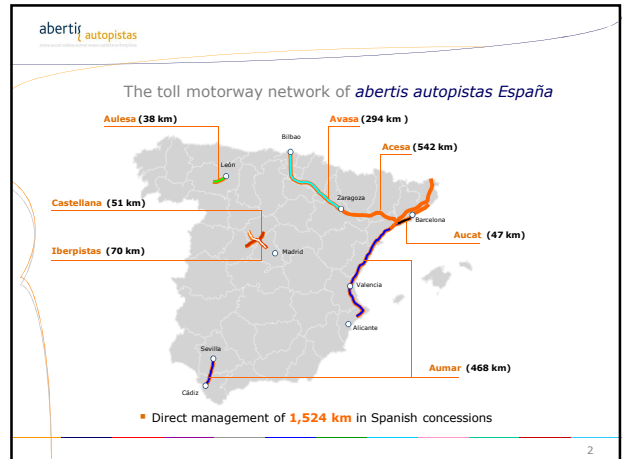 abertis autopistas
The toll motorway network of abertis autopistas España
Aulesa (38 km)
Avasa (294 km )
Bilbao
Acesa (542 km)
León
Castellana (51 km)
Zaragoza
Barcelona
Aucat (47 km)
Iberpistas (70 km)
Madrid
Valencia
Alicante
Sevilla
Aumar (468 km)
Cádiz
Direct management of 1,524 km in Spanish concessions
2